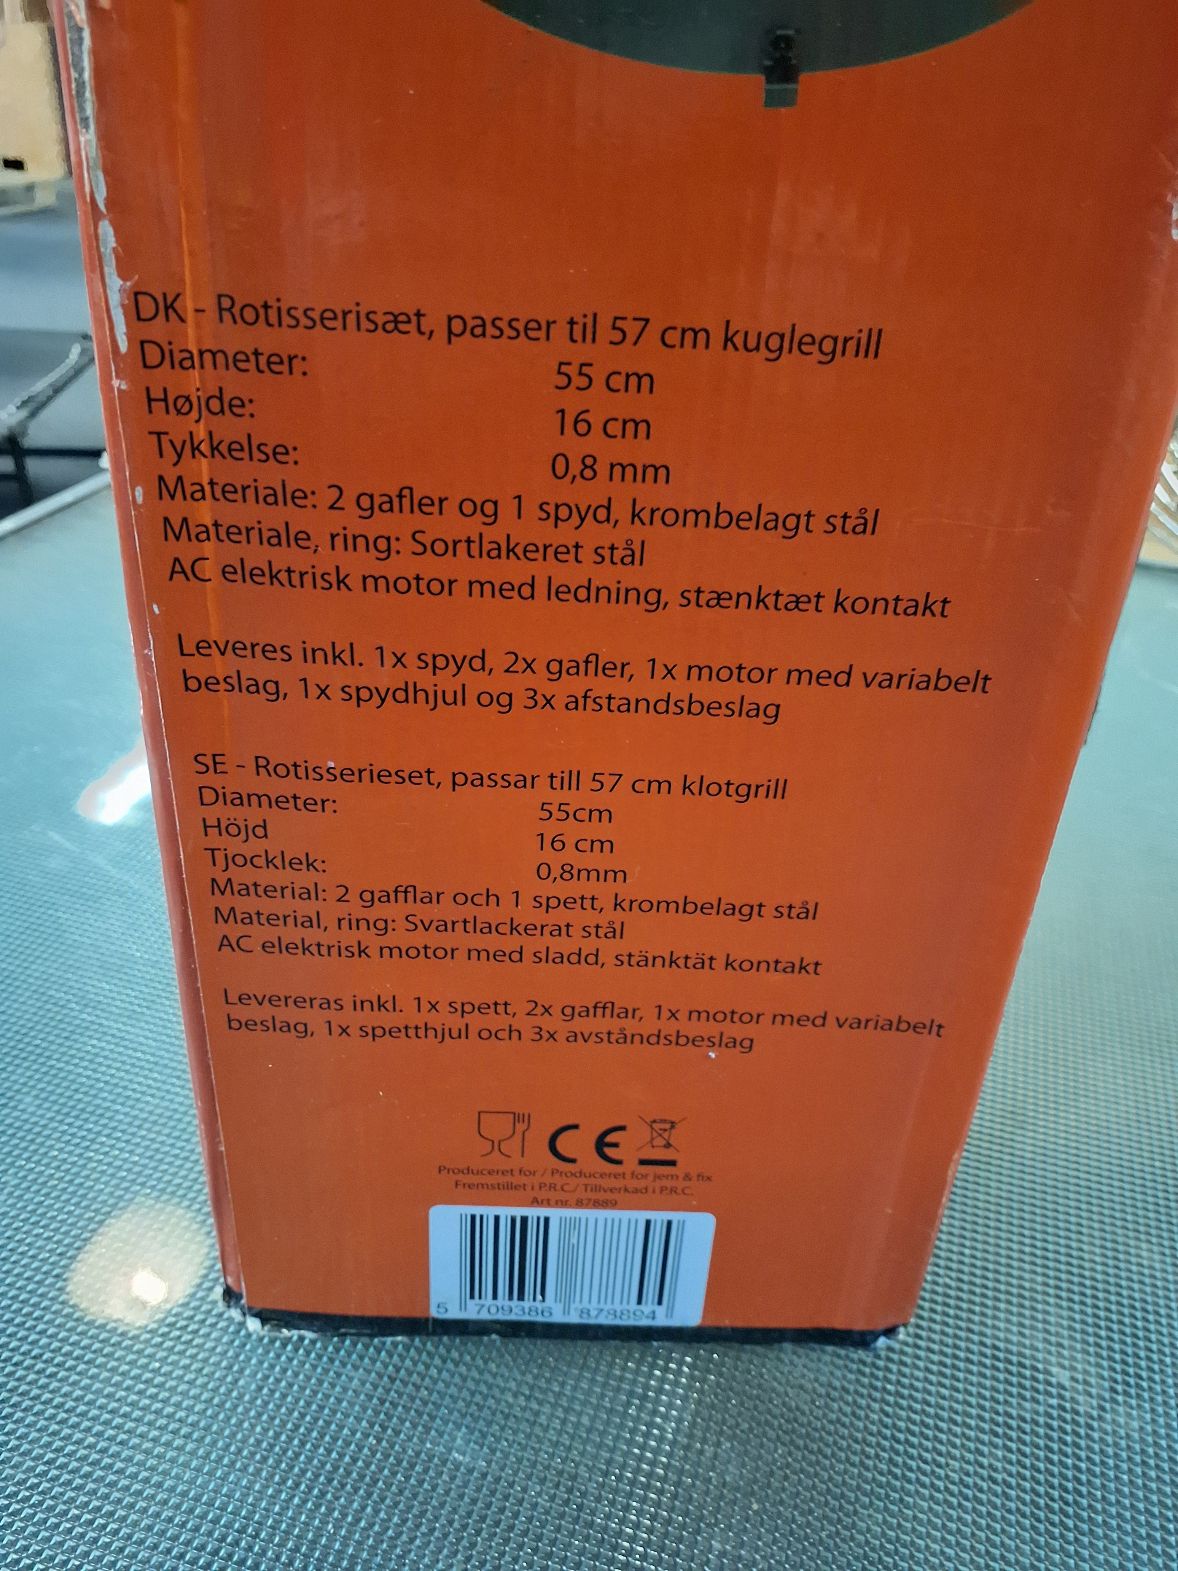 DK - Rotisserisæt, passer til 57 cm kuglegrill
Diameter: 55 cm
Højde: 16 cm
Tykkelse: 0,8 mm
Materiale: 2 gafler og 1 spyd, krombelagt stål
Materiale, ring: Sortlakeret stål
AC elektrisk motor med ledning, stænktæt kontakt
Leveres inkl. 1x spyd, 2x gafler, 1x motor med variabelt
beslag, 1x spydhjul og 3x afstandsbeslag
SE - Rotisserieset, passar till 57 cm klotgrill
Diameter: 55cm
Höjd 16 cm
Tjocklek: 0,8mm
Material: 2 gafflar och 1 spett, krombelagt stål
Material, ring: Svartlackerat stål
AC elektrisk motor med sladd, stänktät kontakt
Levereras inkl. 1x spett, 2x gafflar, 1x motor med variabelt
beslag, 1x spetthjul och 3x avståndsbeslag
CE
Produceret for / Produceret for jem & fix
Fremstillet i P.R.C./ Tillverkad i P.R.C.
Art nr. 87889
5 709386 878894